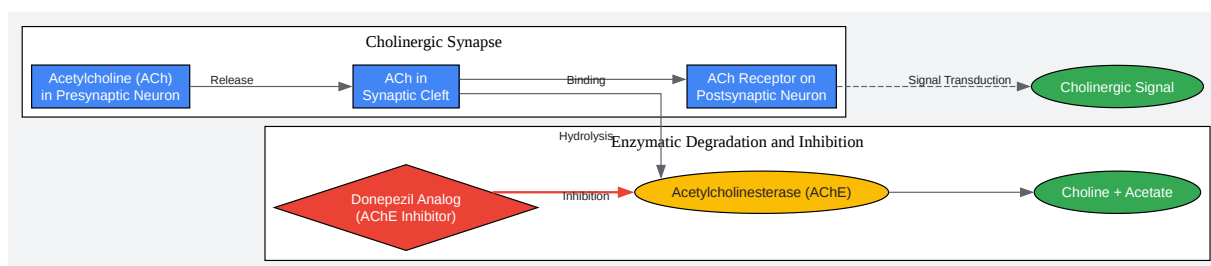 Cholinergic Synapse
Acetylcholine (ACh)
in Presynaptic Neuron
Release
ACh in
Synaptic Cleft
Binding
ACh Receptor on
Postsynaptic Neuron
Signal Transduction
Cholinergic Signal
Hydrolysis
Enzymatic Degradation and Inhibition
Donepezil Analog
(AChE Inhibitor)
Inhibition
Acetylcholinesterase (AChE)
Choline + Acetate